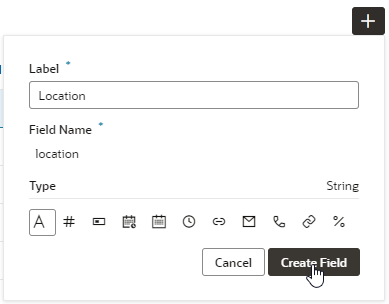 Label *
Location
Field Name *
location
Type String
A # %
Cancel Create Field